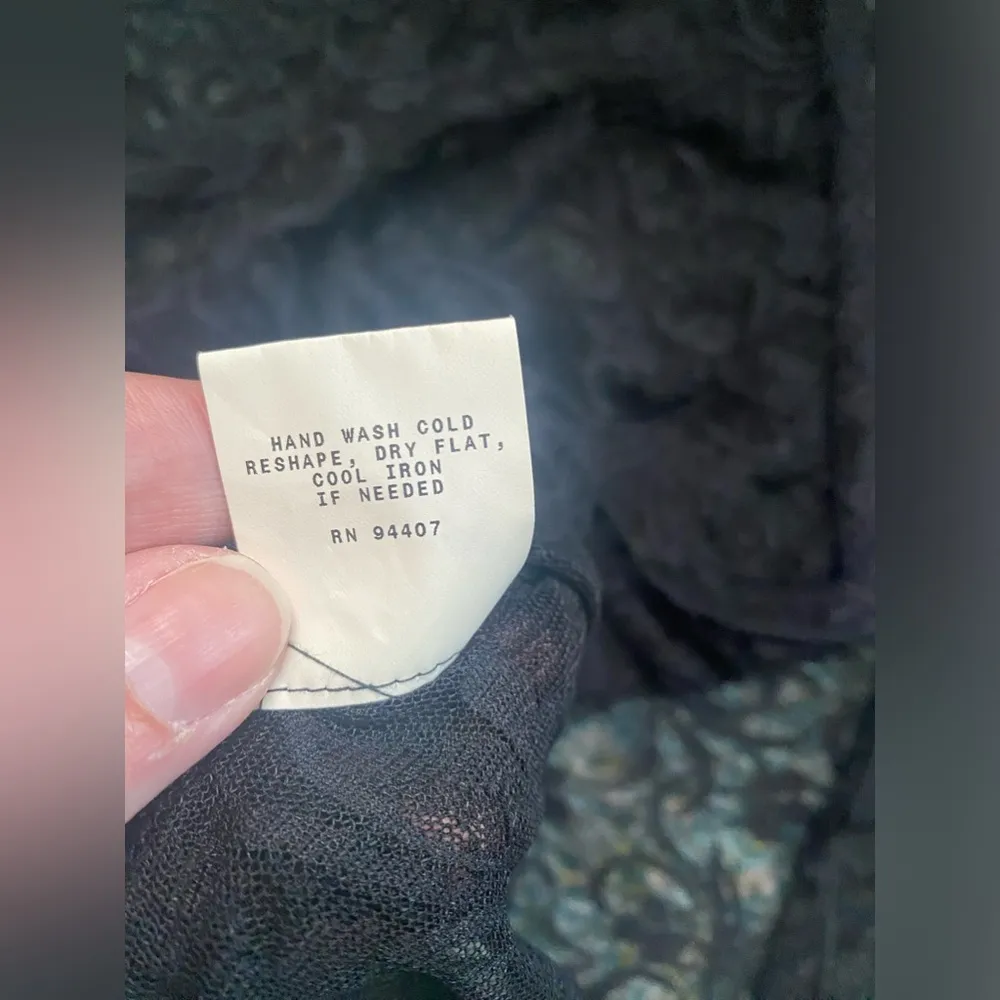 HAND WASH COLD
RESHAPE, DRY FLAT,
COOL IRON
IF NEEDED
RN 94407